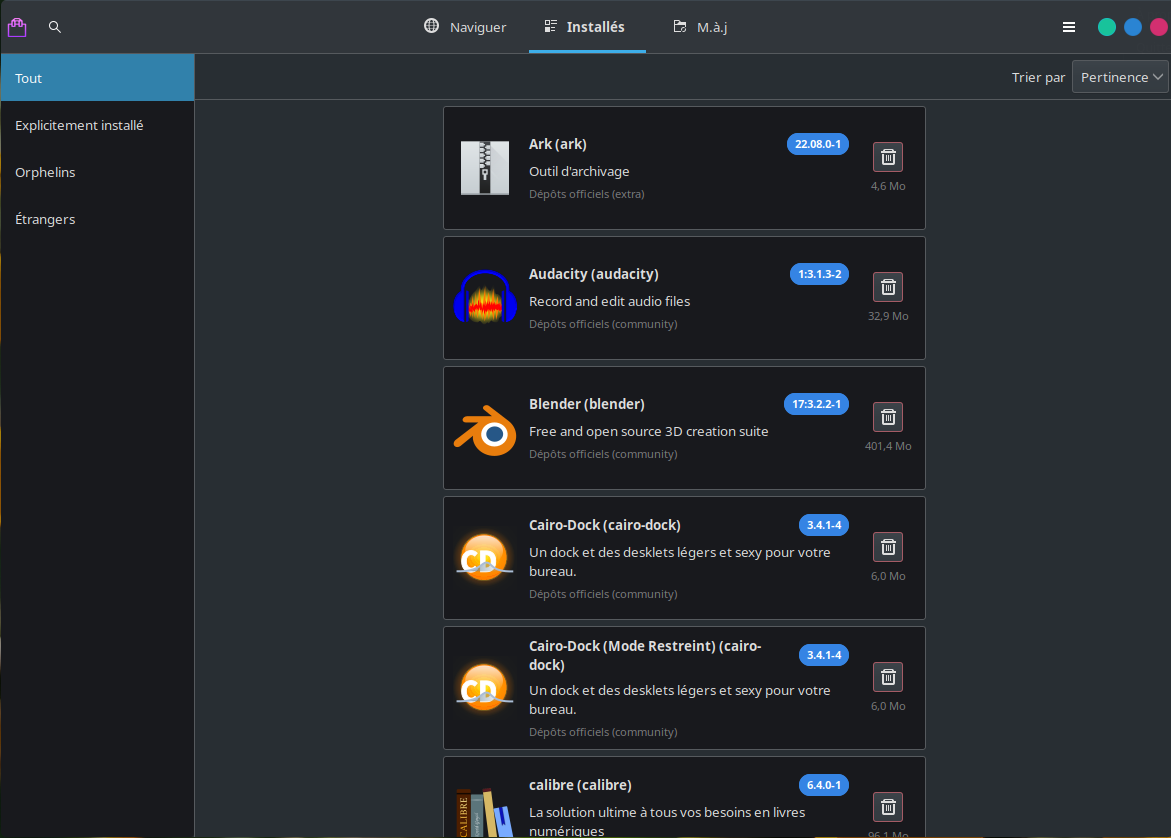 Naviguer
Installés
M.à.j
Tout
Trier par
Pertinence
Explicitement installé
Orphelins
Étrangers
Ark (ark)
22.08.0-1
Outil d'archivage
Dépôts officiels (extra)
4,6 Mo
Audacity (audacity)
1:3.1.3-2
Record and edit audio files
Dépôts officiels (community)
32,9 Mo
Blender (blender)
17:3.2.2-1
Free and open source 3D creation suite
Dépôts officiels (community)
401,4 Mo
CD
Cairo-Dock (cairo-dock)
3.4.1-4
Un dock et des desklets légers et sexy pour votre
bureau.
Dépôts officiels (community)
6,0 Mo
CD
Cairo-Dock (Mode Restreint) (cairo-
dock)
3.4.1-4
Un dock et des desklets légers et sexy pour votre
bureau.
Dépôts officiels (community)
6,0 Mo
CALIBRE
calibre (calibre)
6.4.0-1
La solution ultime à tous vos besoins en livres
numériques
96,1 Mo